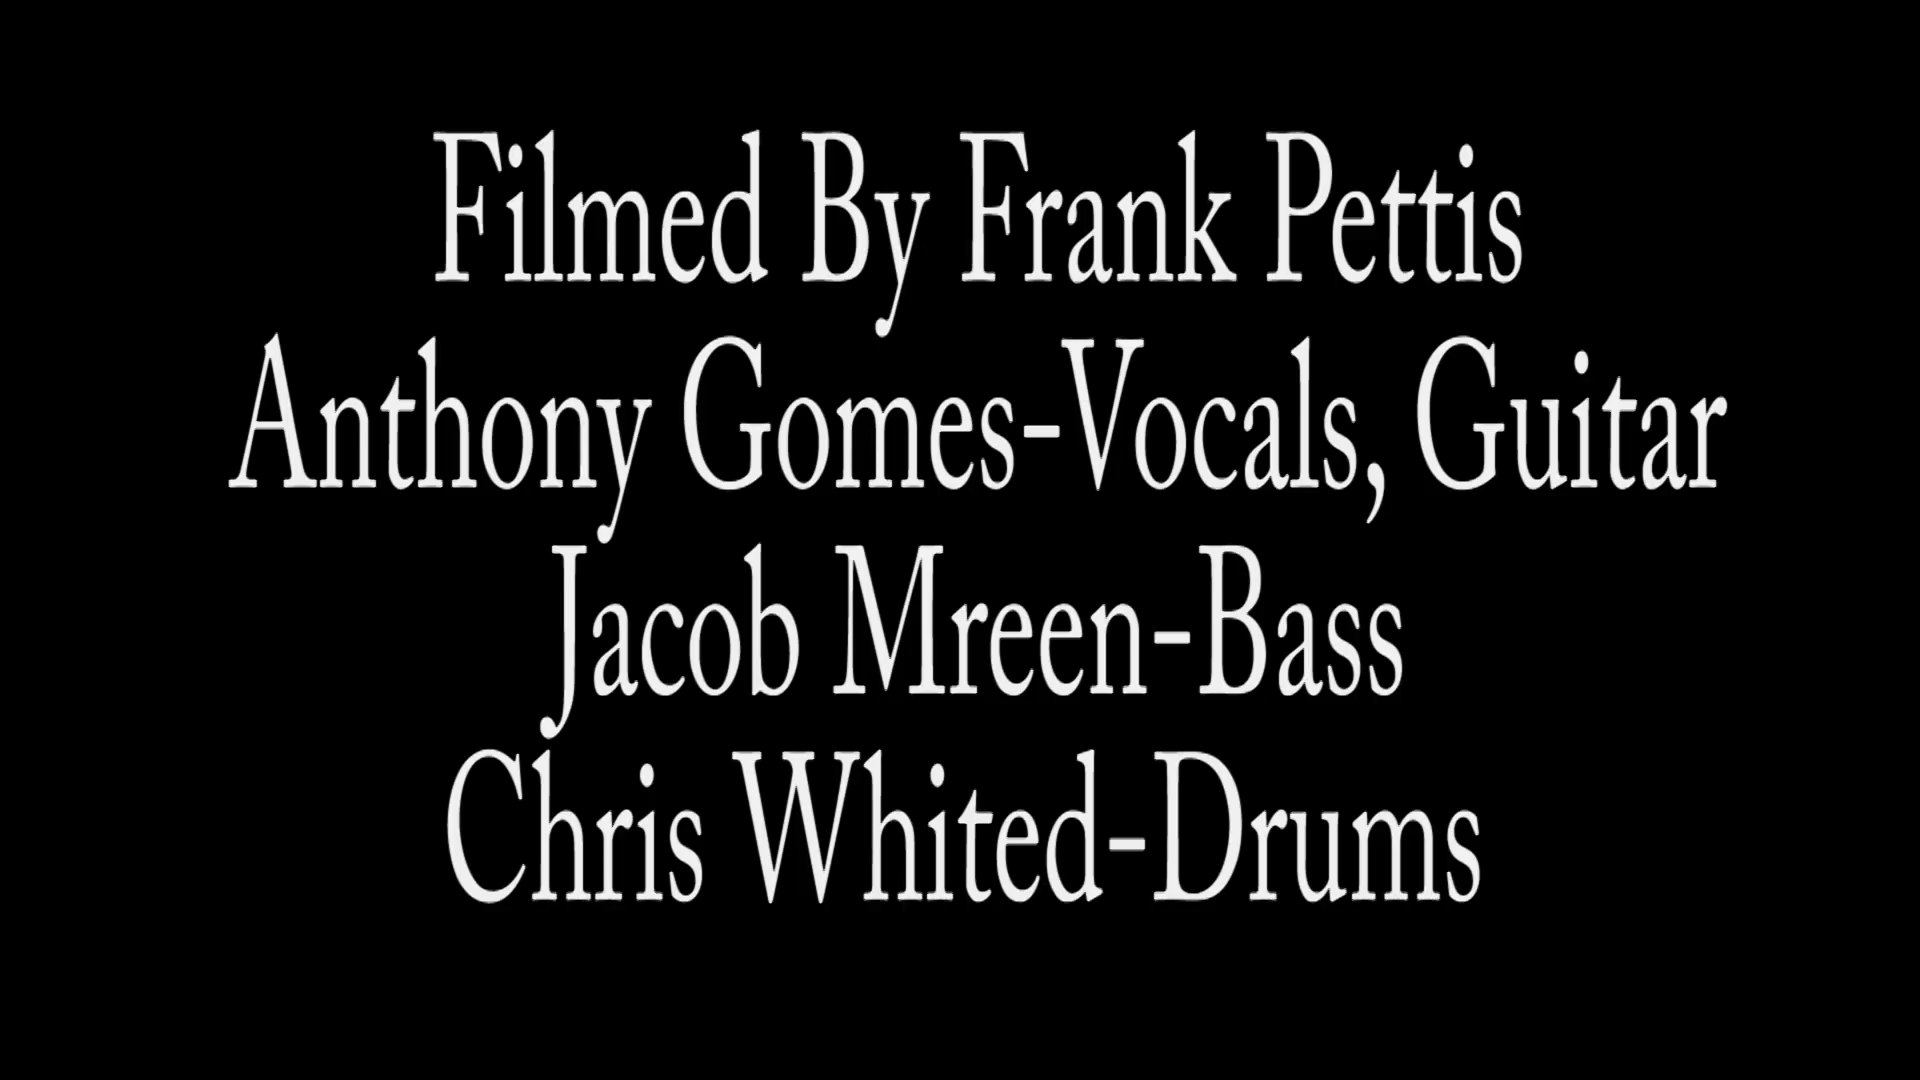 Filmed By Frank Pettis
Anthony Gomes-Vocals, Guitar
Jacob Mreen-Bass
Chris Whited-Drums